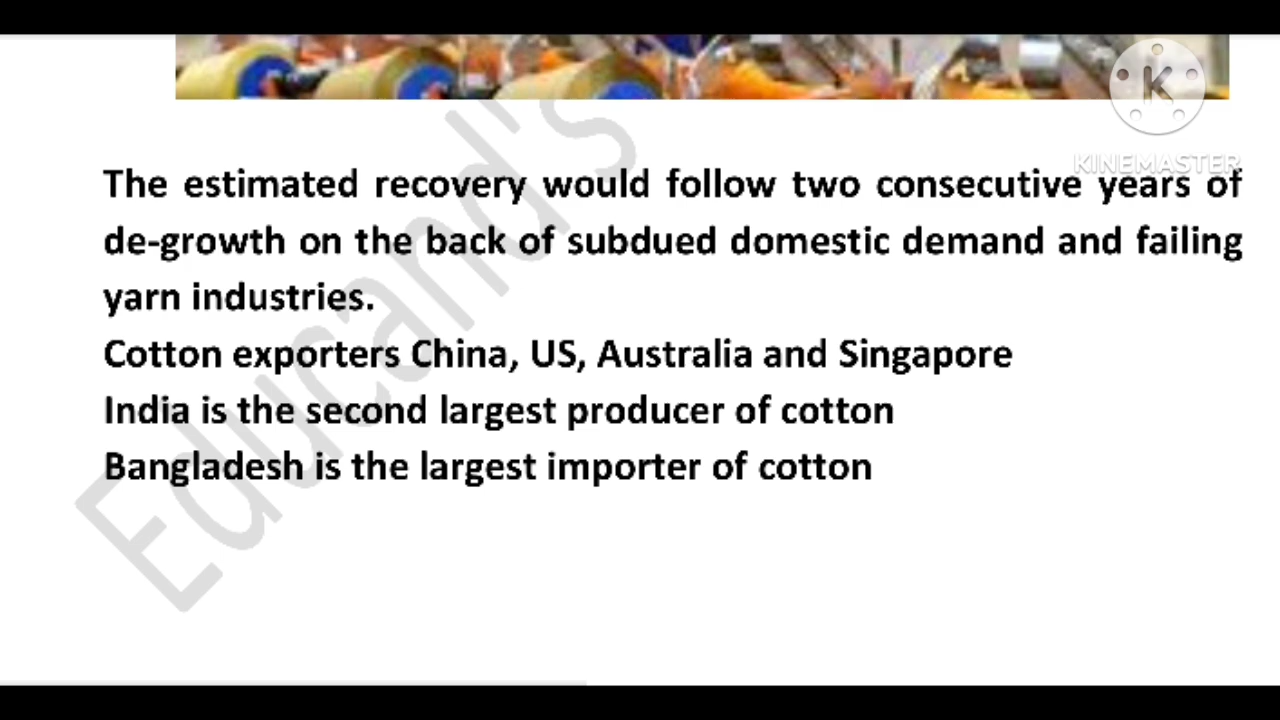 K
KINEMASTER
The estimated recovery would follow two consecutive years of
de-growth on the back of subdued domestic demand and failing
yarn industries.
Cotton exporters China, US, Australia and Singapore
India is the second largest producer of cotton
Bangladesh is the largest importer of cotton
Educand's